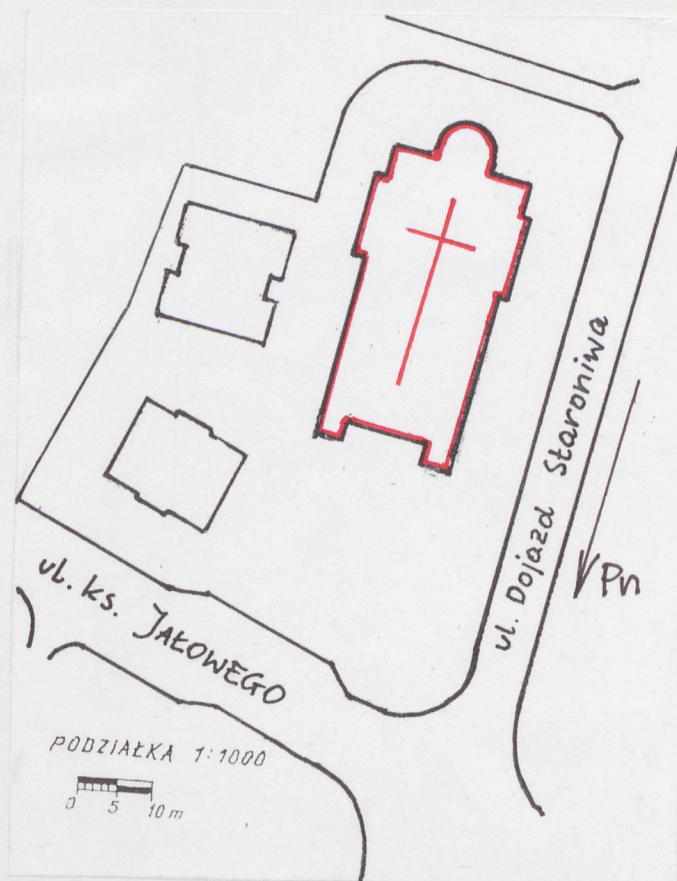 ul. Dojazd Staroniwa
Pn
ul. ks. JAŁOWEGO
PODZIAŁKA 1:1000
0 5 10 m